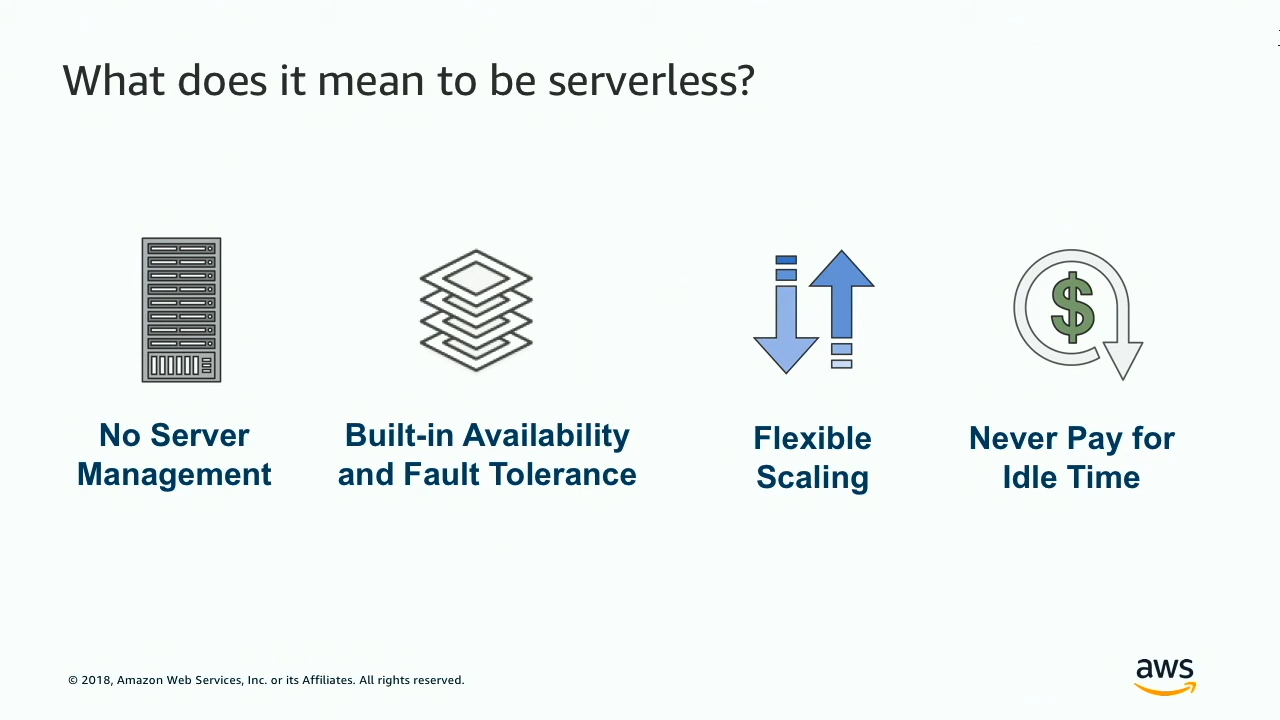 What does it mean to be serverless?
No Server
Management
Built-in Availability
and Fault Tolerance
Flexible
Scaling
Never Pay for
Idle Time
© 2018, Amazon Web Services, Inc. or its Affiliates. All rights reserved.
aws